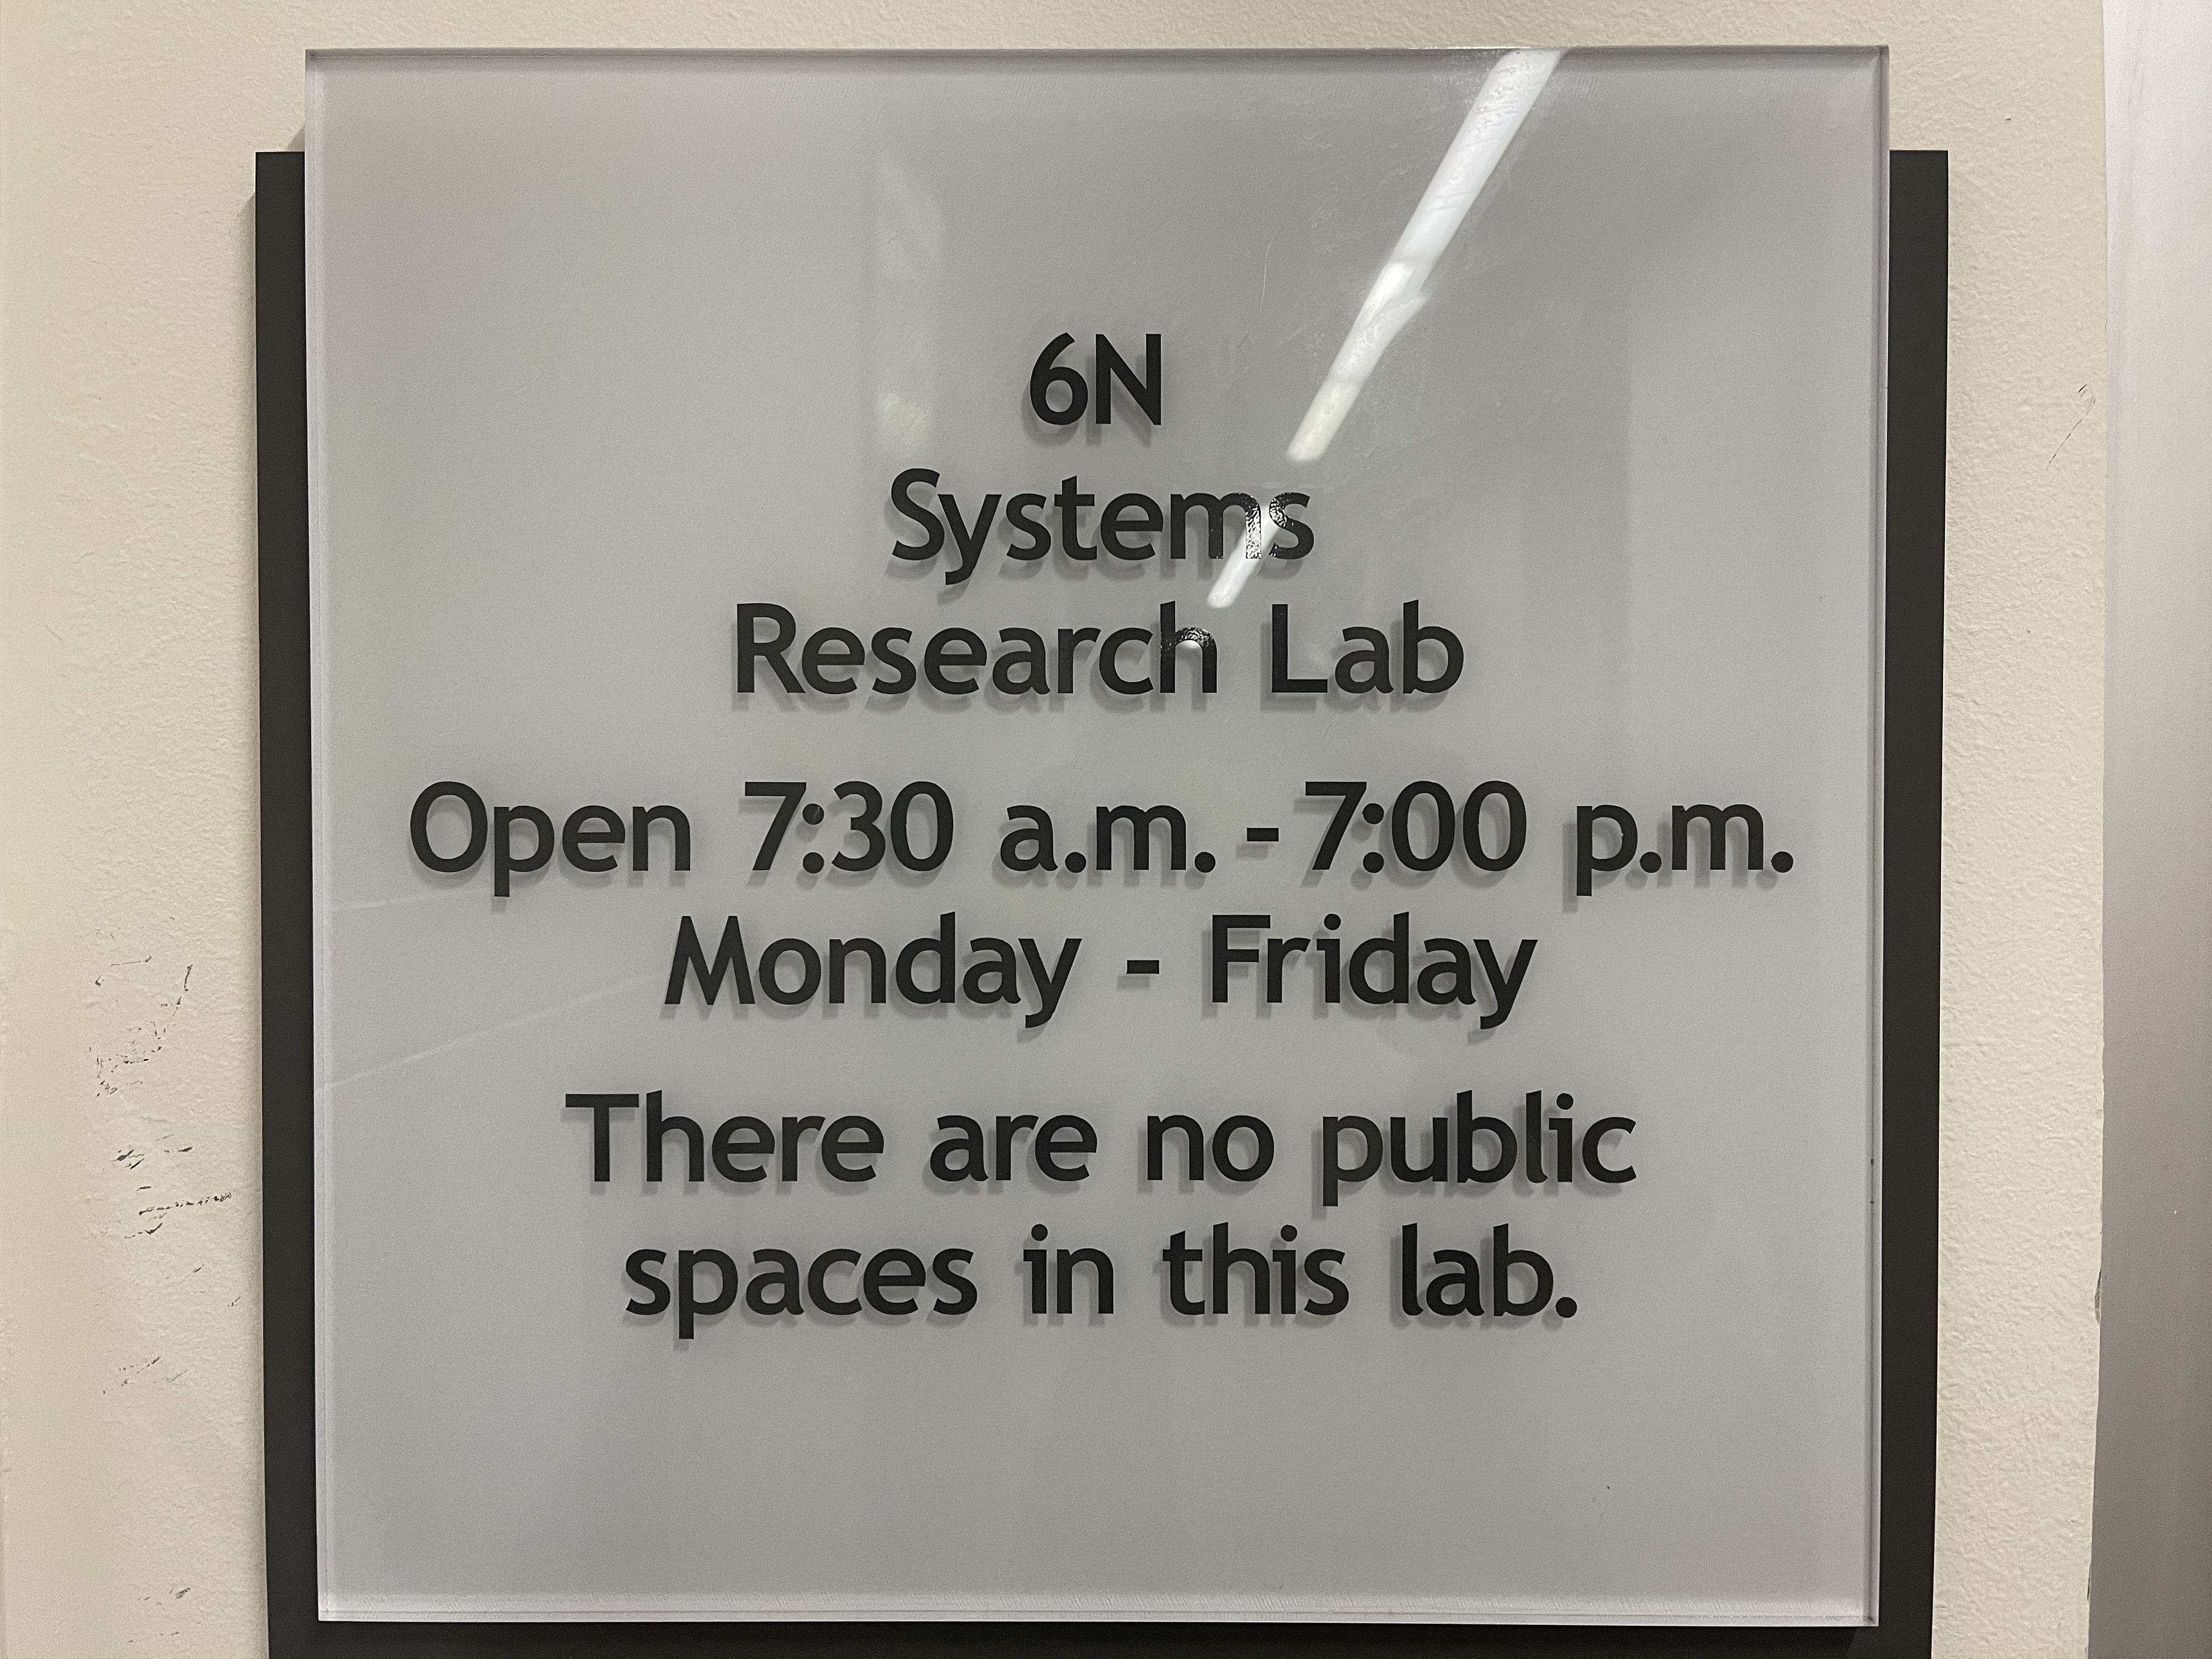 6N
Systems
Research Lab
Open 7:30 a.m. - 7:00 p.m.
Monday - Friday
There are no public
spaces in this lab.